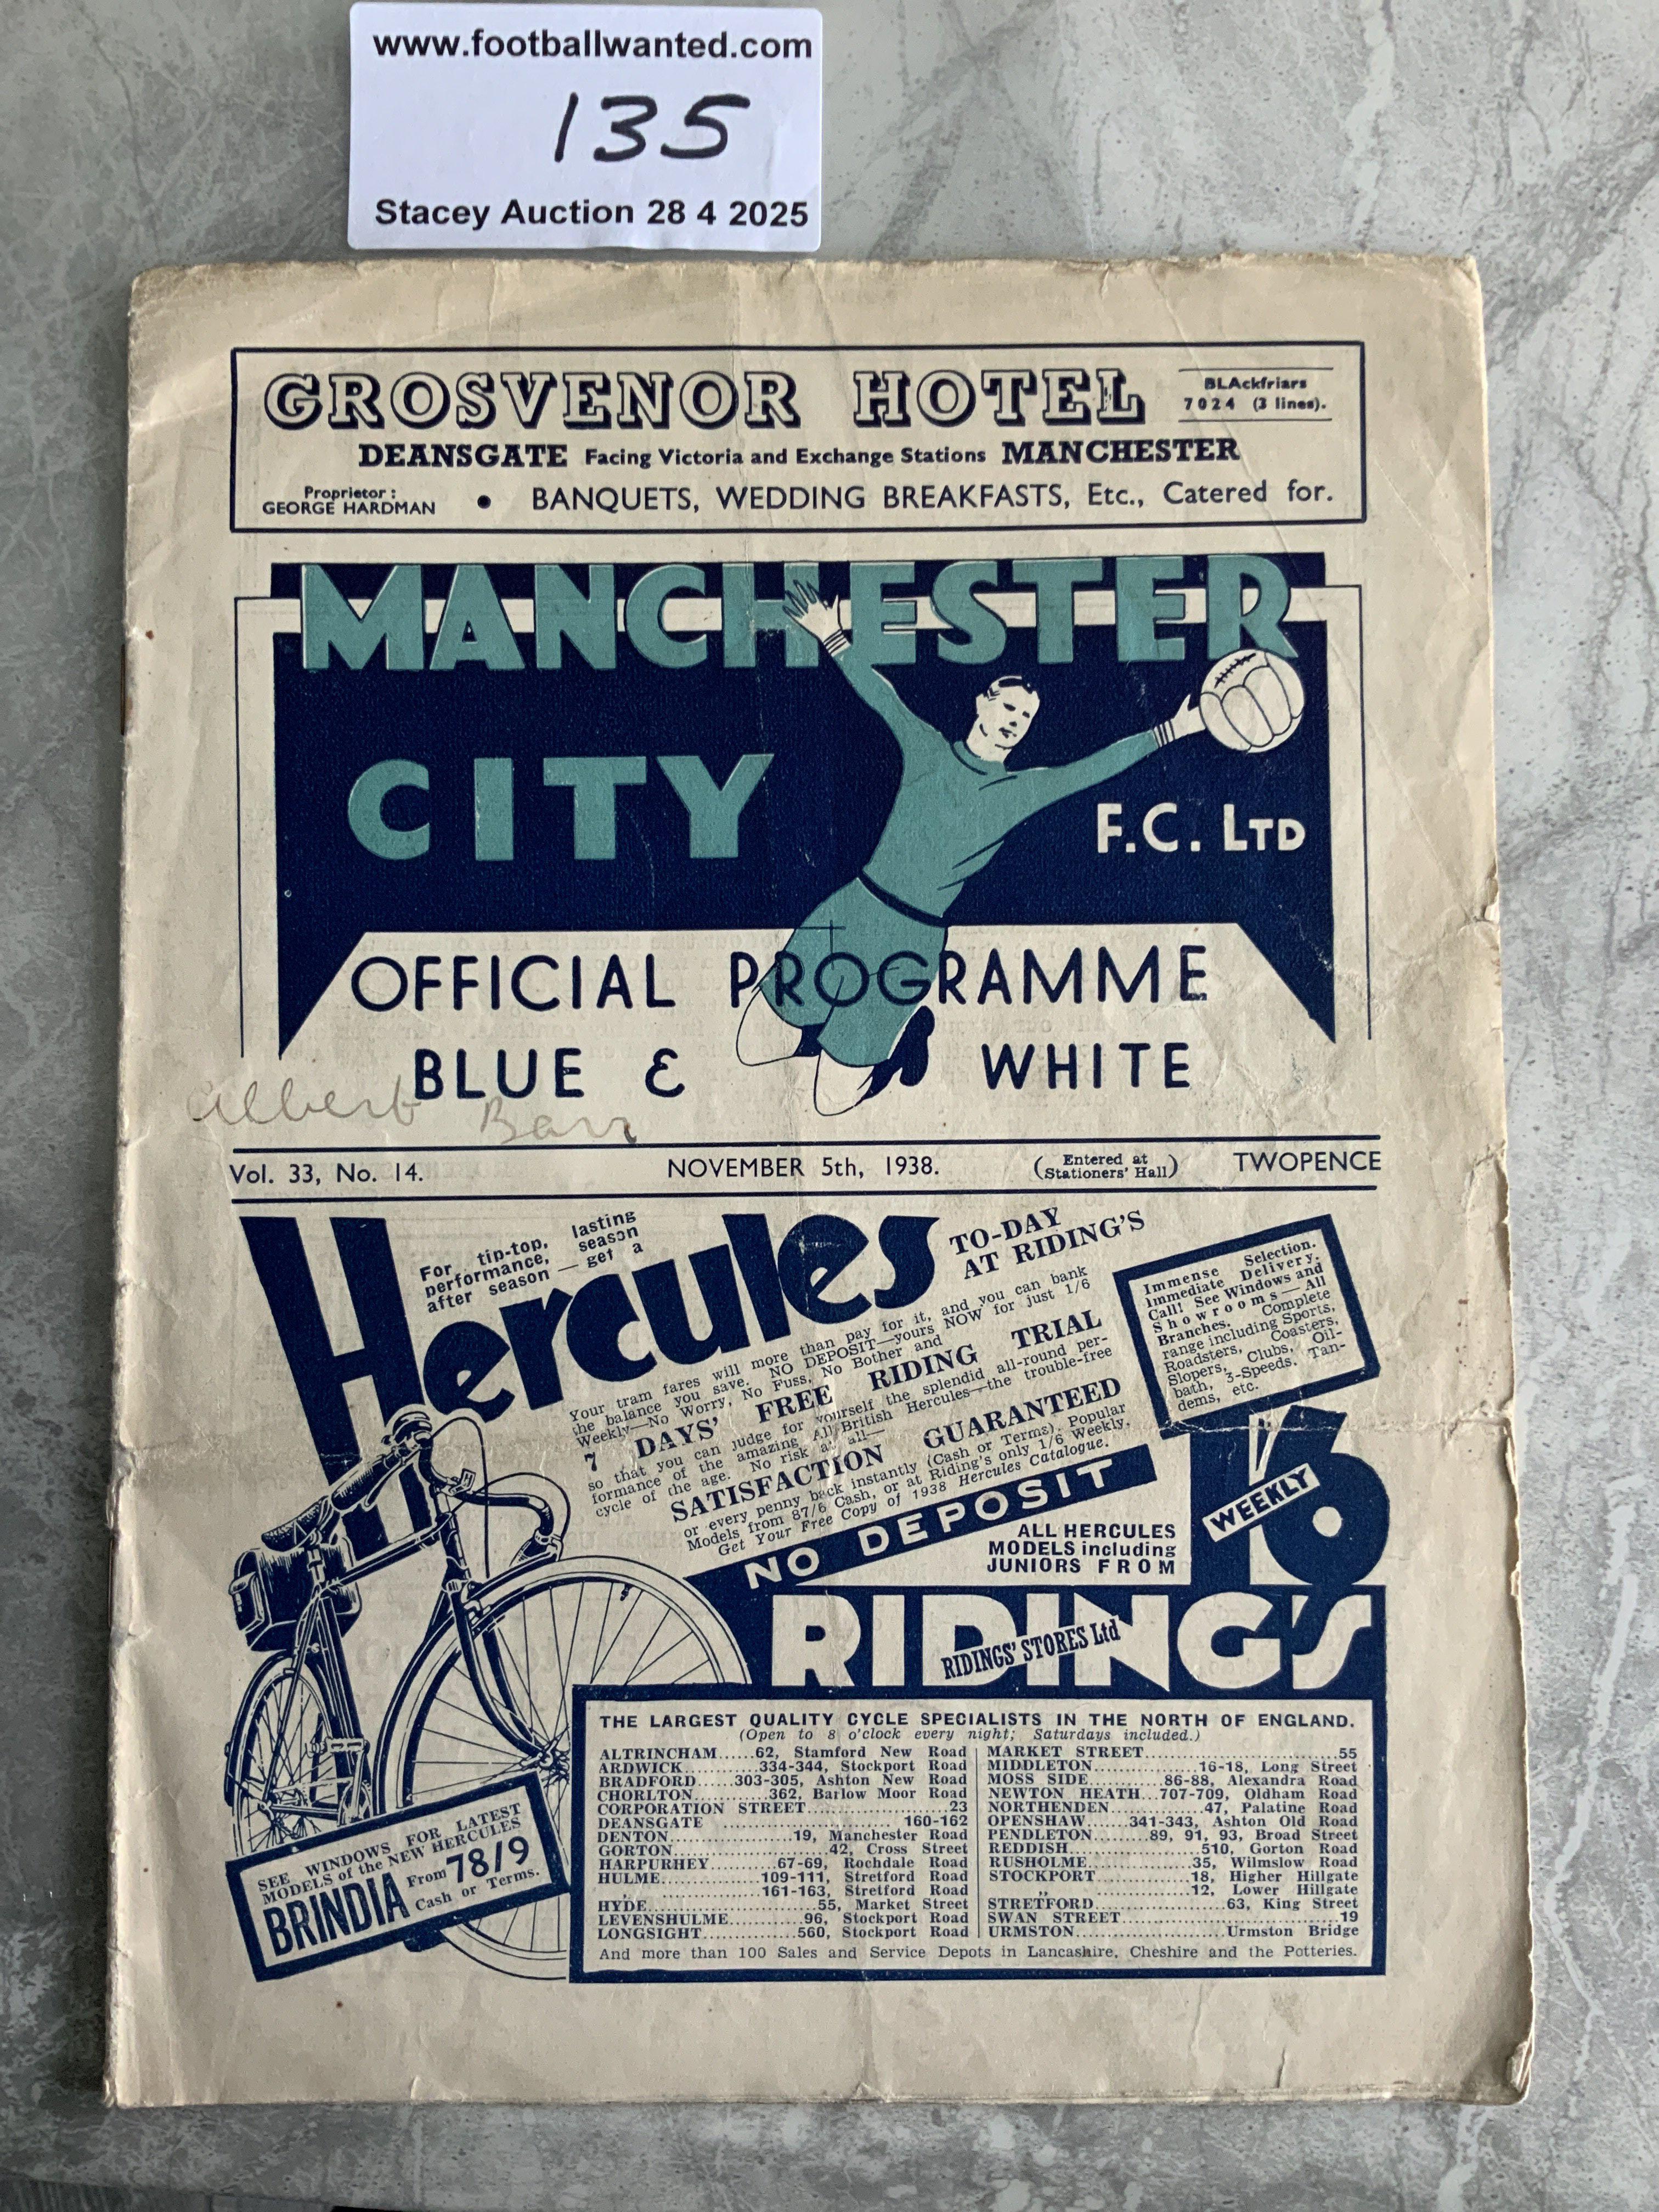 www.footballwanted.com
135
Stacey Auction 28 4 2025
GROSVENOR HOTEL
BLAckfriars
7024 (3 lines).
DEANSGATE Facing Victoria and Exchange Stations MANCHESTER
Proprietor:
GEORGE HARDMAN
• BANQUETS, WEDDING BREAKFASTS, Etc., Catered for.
MANCHESTER
CITY
F.C. LTD
OFFICIAL PROGRAMME
BLUE & WHITE
Albert Barr
Vol. 33, No. 14.
NOVEMBER 5th, 1938.
(Entered at
Stationers' Hall)
TWOPENCE
Hercules
For tip-top, lasting
performance, season
after season — get a
TO-DAY
AT RIDING'S
Your tram fares will more than pay for it, and you can bank
the balance you save. NO DEPOSIT—yours NOW for just 1/6
Weekly—No Worry, No Fuss, No Bother and
7 DAYS' FREE RIDING TRIAL
so that you can judge for yourself the splendid all-round per-
formance of the amazing All British Hercules—the trouble-free
cycle of the age. No risk at all—
SATISFACTION GUARANTEED
or every penny back instantly (Cash or Terms). Popular
Models from 87/6 Cash, or at Riding's only 1/6 Weekly.
Get Your Free Copy of 1938 Hercules Catalogue.
Immense Selection.
Immediate Delivery.
Call! See Windows and
Showrooms—All
Branches. Complete
range including Sports,
Roadsters, Coasters,
Slopers, Clubs, Oil-
bath, 3-Speeds. Tan-
dems, etc.
NO DEPOSIT
ALL HERCULES
MODELS including
JUNIORS FROM
1/6
WEEKLY
RIDING'S
RIDINGS' STORES Ltd
THE LARGEST QUALITY CYCLE SPECIALISTS IN THE NORTH OF ENGLAND.
(Open to 8 o'clock every night; Saturdays included.)
ALTRINCHAM......62, Stamford New Road
ARDWICK............334-344, Stockport Road
BRADFORD......303-305, Ashton New Road
CHORLTON............362, Barlow Moor Road
CORPORATION STREET......................23
DEANSGATE ..............................160-162
DENTON....................19, Manchester Road
GORTON.........................42, Cross Street
HARPURHEY............67-69, Rochdale Road
HULME..................109-111, Stretford Road
„ ..................161-163, Stretford Road
HYDE............................55, Market Street
LEVENSHULME............96, Stockport Road
LONGSIGHT.................560, Stockport Road
MARKET STREET.................................55
MIDDLETON....................16-18, Long Street
MOSS SIDE..............86-88, Alexandra Road
NEWTON HEATH...707-709, Oldham Road
NORTHENDEN..................47, Palatine Road
OPENSHAW......341-343, Ashton Old Road
PENDLETON........89, 91, 93, Broad Street
REDDISH........................510, Gorton Road
RUSHOLME.....................35, Wilmslow Road
STOCKPORT...................18, Higher Hillgate
„ ...................12, Lower Hillgate
STRETFORD.......................63, King Street
SWAN STREET....................................19
URMSTON..........................Urmston Bridge
And more than 100 Sales and Service Depots in Lancashire, Cheshire and the Potteries.
SEE WINDOWS FOR LATEST
MODELS of the NEW HERCULES
BRINDIA From 78/9
Cash or Terms.